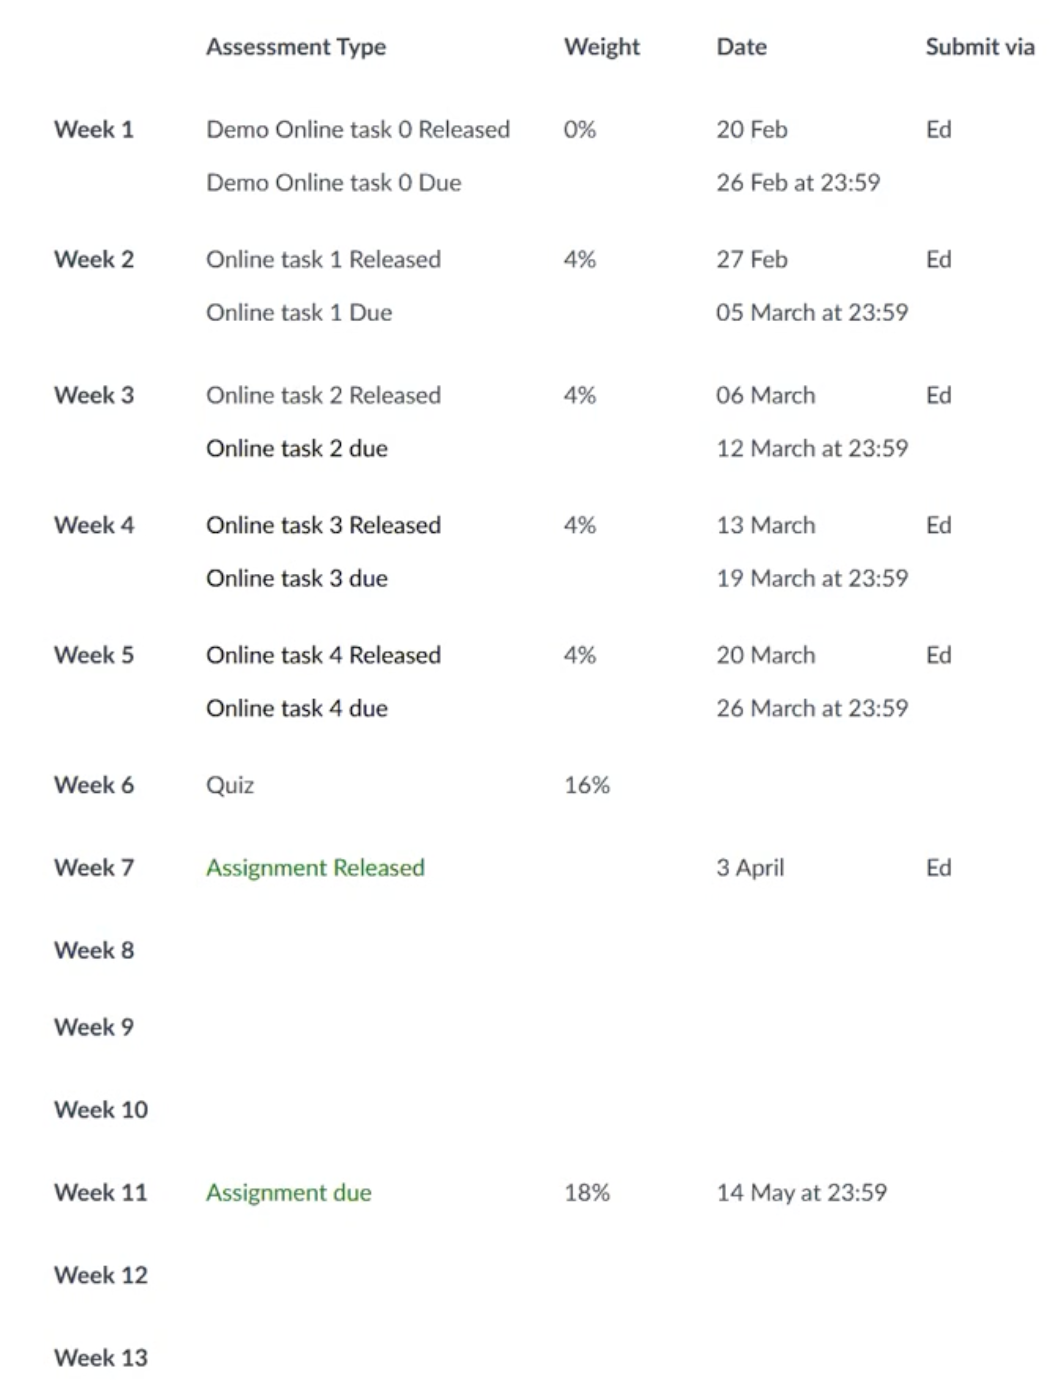 Assessment Type Weight Date Submit via
Week 1 Demo Online task 0 Released 0% 20 Feb Ed
Demo Online task 0 Due 26 Feb at 23:59
Week 2 Online task 1 Released 4% 27 Feb Ed
Online task 1 Due 05 March at 23:59
Week 3 Online task 2 Released 4% 06 March Ed
Online task 2 due 12 March at 23:59
Week 4 Online task 3 Released 4% 13 March Ed
Online task 3 due 19 March at 23:59
Week 5 Online task 4 Released 4% 20 March Ed
Online task 4 due 26 March at 23:59
Week 6 Quiz 16%
Week 7 Assignment Released 3 April Ed
Week 8
Week 9
Week 10
Week 11 Assignment due 18% 14 May at 23:59
Week 12
Week 13